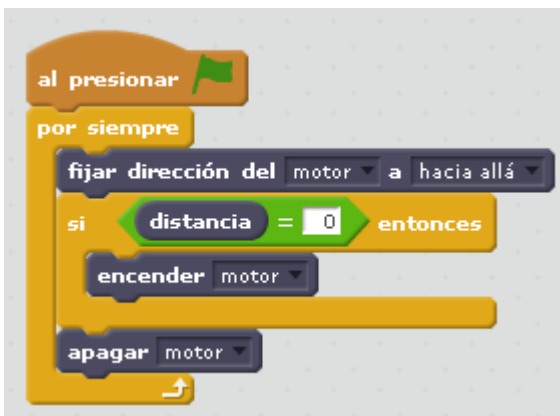 al presionar
por siempre
fijar dirección del motor a hacia allá
si distancia = 0 entonces
encender motor
apagar motor